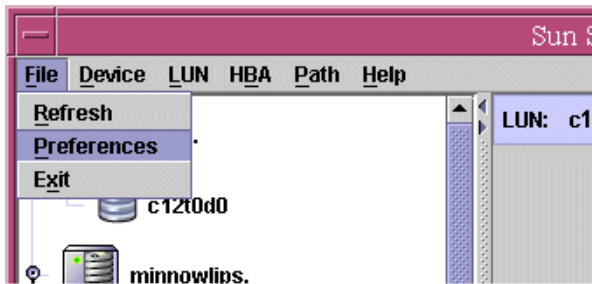 Sun S
File Device LUN HBA Path Help
Refresh
Preferences .
Exit
LUN: c1
c12t0d0
minnowlips.